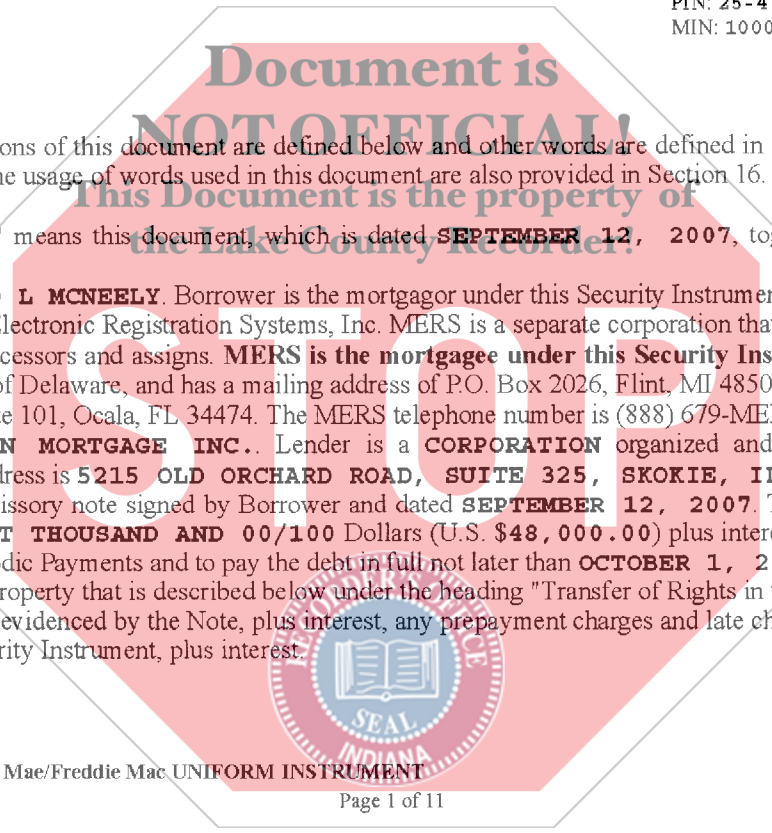 PIN: 25-4
MIN: 1000
Document is
NOT OFFICIAL!
ons of this document are defined below and other words are defined in
ne usage of words used in this document are also provided in Section 16.
This Document is the property of
" means this document, which is dated SEPTEMBER 12, 2007, to
the Lake County Recorder!
L MCNEELY. Borrower is the mortgagor under this Security Instrumen
Electronic Registration Systems, Inc. MERS is a separate corporation tha
cessors and assigns. MERS is the mortgagee under this Security Ins
of Delaware, and has a mailing address of P.O. Box 2026, Flint, MI 4850
te 101, Ocala, FL 34474. The MERS telephone number is (888) 679-ME
N MORTGAGE INC.. Lender is a CORPORATION organized and
dress is 5215 OLD ORCHARD ROAD, SUITE 325, SKOKIE, I
issory note signed by Borrower and dated SEPTEMBER 12, 2007. T
T THOUSAND AND 00/100 Dollars (U.S. $48,000.00) plus inter
dic Payments and to pay the debt in full not later than OCTOBER 1, 2
roperty that is described below under the heading "Transfer of Rights in
evidenced by the Note, plus interest, any prepayment charges and late ch
rity Instrument, plus interest.
STOP
RECORDER'S OFFICE
SEAL
INDIANA
Mae/Freddie Mac UNIFORM INSTRUMENT
Page 1 of 11